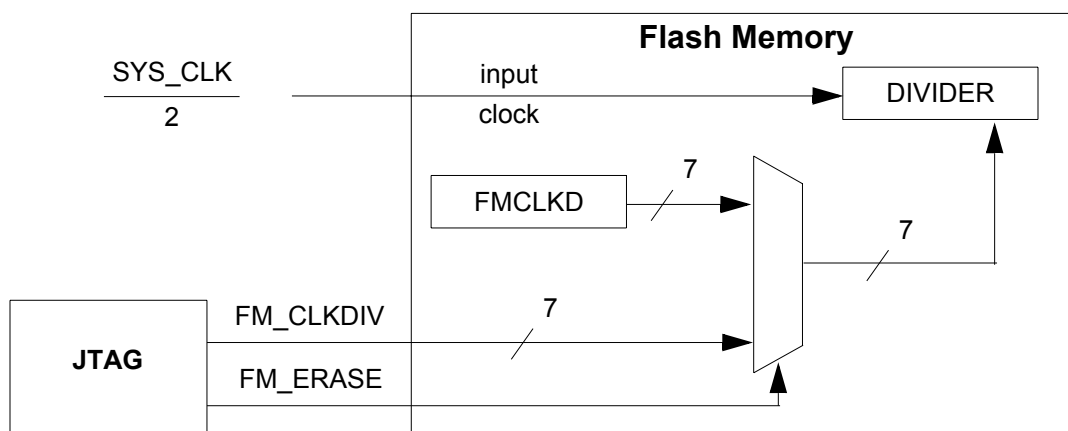 Flash Memory
SYS_CLK
2
input
clock
DIVIDER
FMCLKD
7
7
JTAG
FM_CLKDIV
7
FM_ERASE